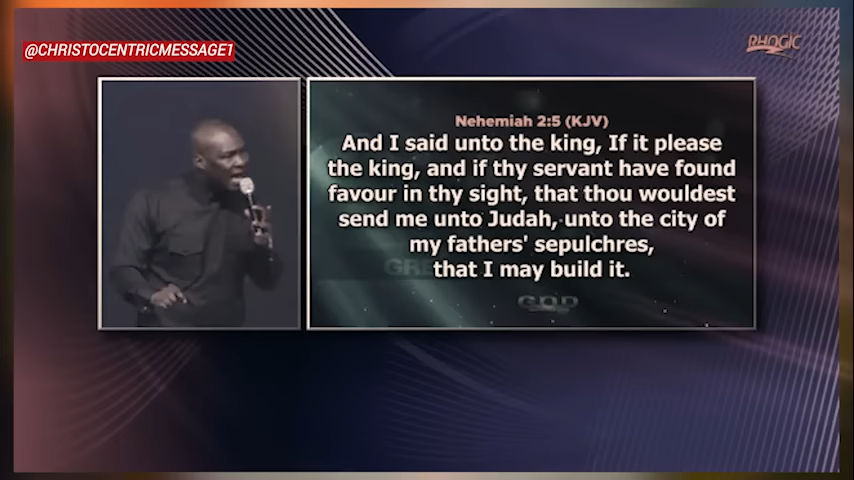 @CHRISTOCENTRICMESSAGE1
RHOGIC
Nehemiah 2:5 (KJV)
And I said unto the king, If it please
the king, and if thy servant have found
favour in thy sight, that thou wouldest
send me unto Judah, unto the city of
my fathers' sepulchres,
that I may build it.